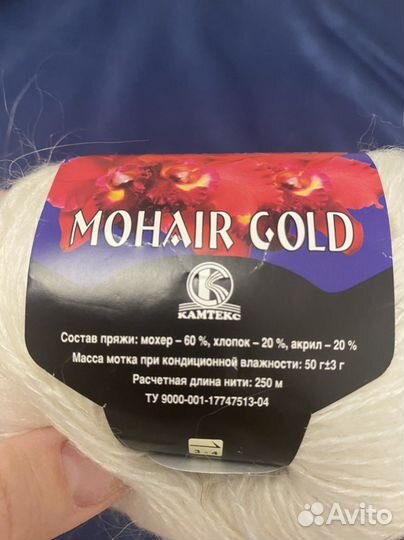 MOHAIR GOLD
КАМТЕКС
Состав пряжи: мохер – 60 %, хлопок – 20 %, акрил – 20 %
Масса мотка при кондиционной влажности: 50 г±3 г
Расчетная длина нити: 250 м
ТУ 9000-001-17747513-04
3 - 4
Avito